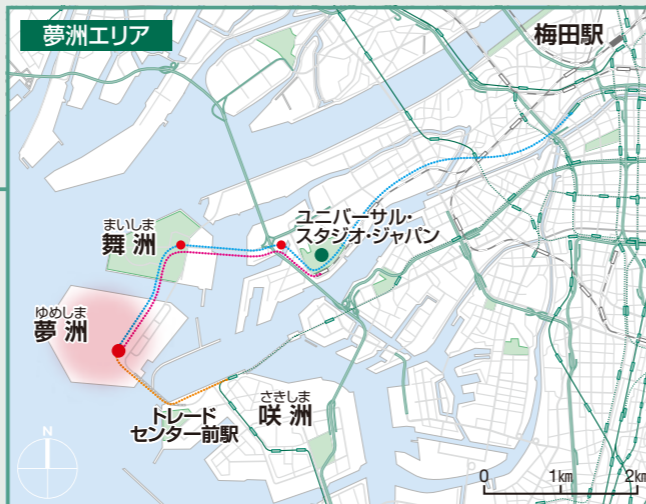 夢洲エリア
梅田駅
まいしま
舞洲
ユニバーサル・
スタジオ・ジャパン
ゆめしま
夢洲
さきしま
咲洲
トレード
センター前駅
N
0 1km 2km